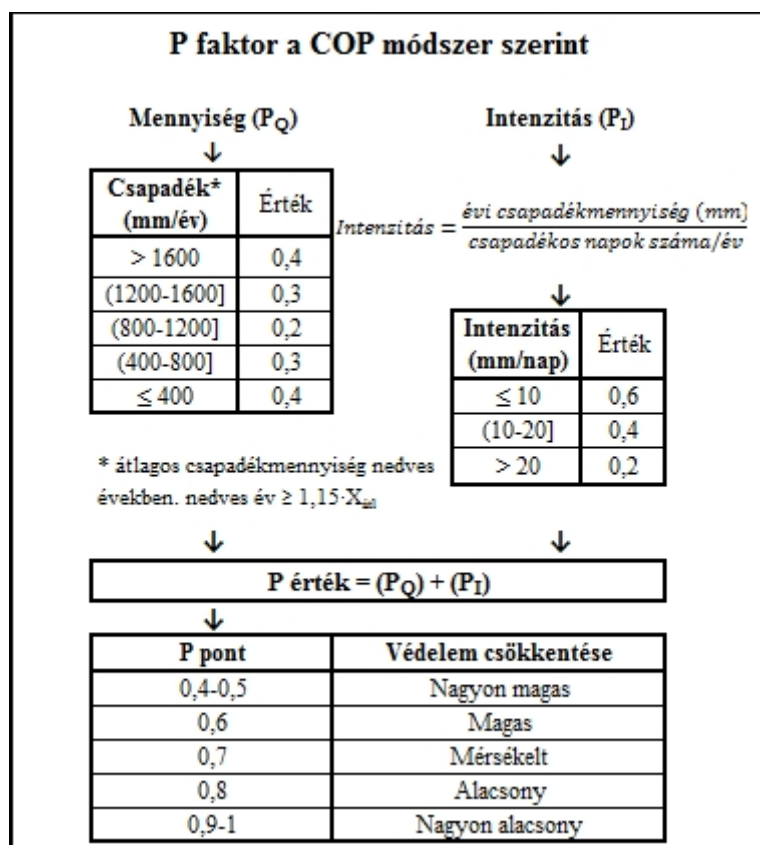 P faktor a COP módszer szerint
Mennyiség (PQ)
↓
Csapadék* (mm/év) Érték
> 1600 0,4
(1200-1600] 0,3
(800-1200] 0,2
(400-800] 0,3
≤ 400 0,4
* átlagos csapadékmennyiség nedves
években. nedves év ≥ 1,15·Xátl
↓
Intenzitás (PI)
↓
Intenzitás = évi csapadékmennyiség (mm)
csapadékos napok száma/év
↓
Intenzitás (mm/nap) Érték
≤ 10 0,6
(10-20] 0,4
> 20 0,2
↓
P érték = (PQ) + (PI)
↓
P pont Védelem csökkentése
0,4-0,5 Nagyon magas
0,6 Magas
0,7 Mérsékelt
0,8 Alacsony
0,9-1 Nagyon alacsony